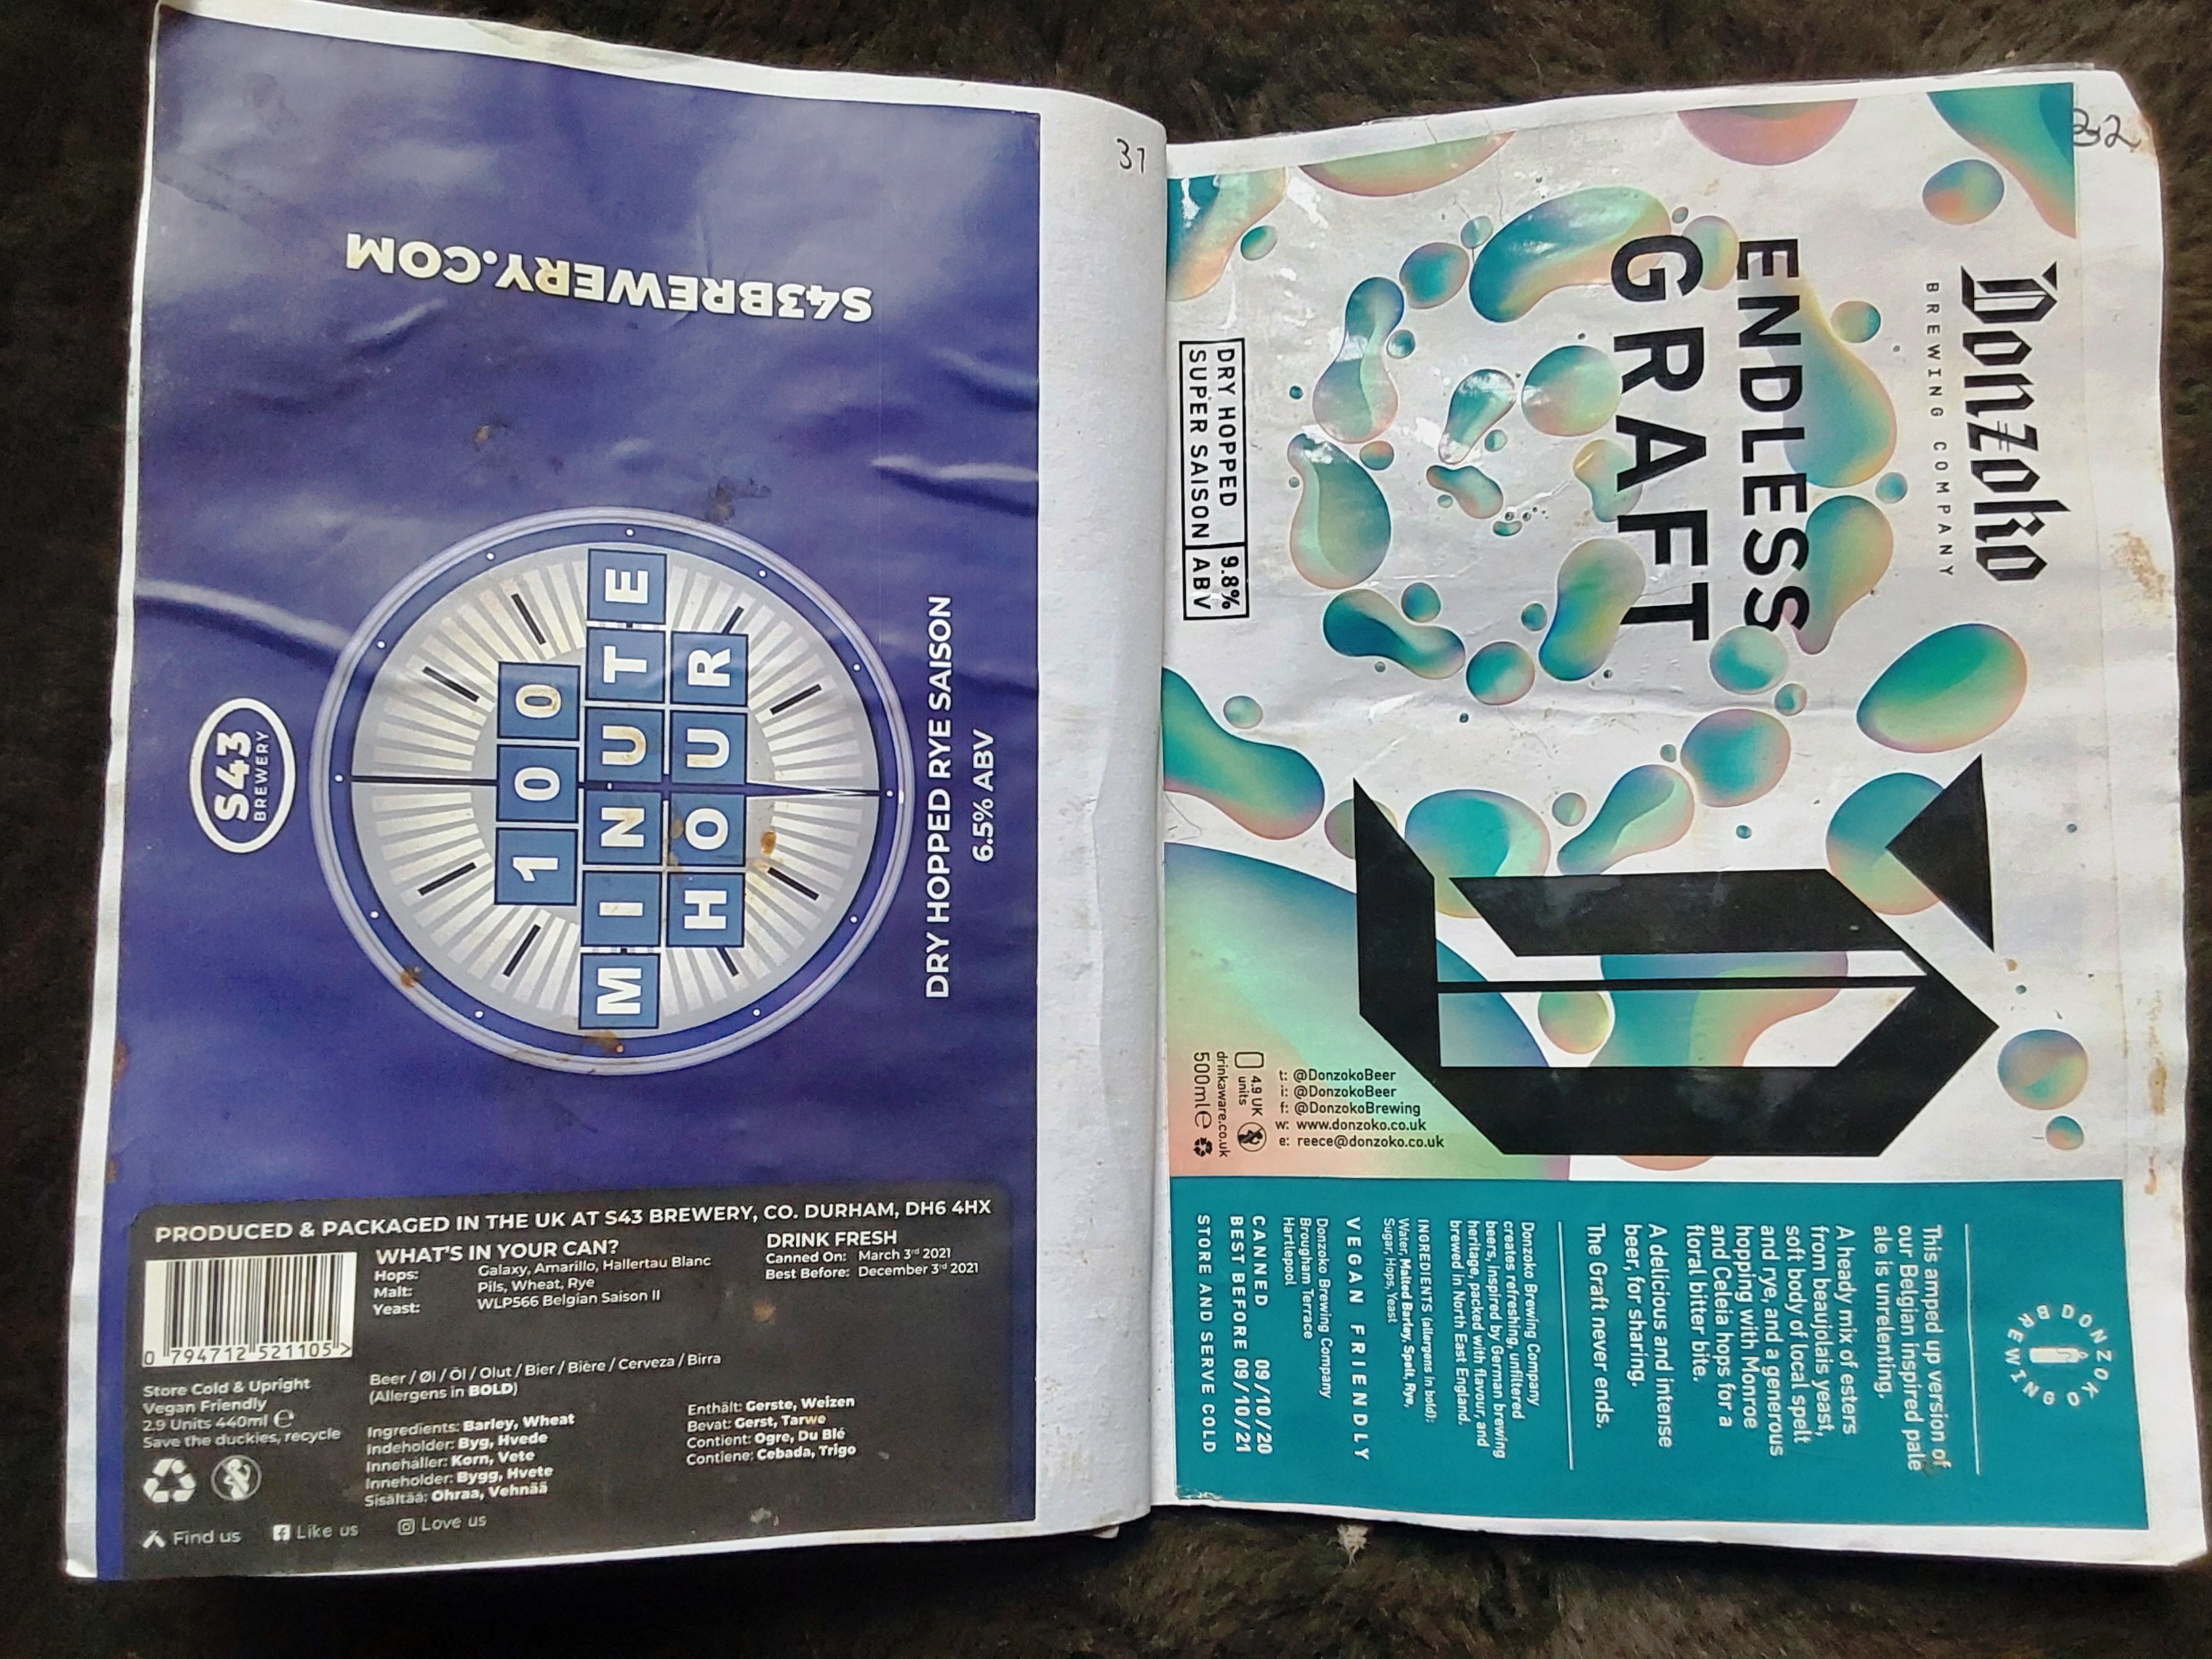 31
S43BREWERY.COM
100
MINUTE
HOUR
S43
BREWERY
DRY HOPPED RYE SAISON
6.5% ABV
PRODUCED & PACKAGED IN THE UK AT S43 BREWERY, CO. DURHAM, DH6 4HX
WHAT'S IN YOUR CAN?
Hops: Galaxy, Amarillo, Hallertau Blanc
Malt: Pils, Wheat, Rye
Yeast: WLP566 Belgian Saison II
DRINK FRESH
Canned On: March 3rd 2021
Best Before: December 3rd 2021
0 794712 521105 >
Store Cold & Upright
Vegan Friendly
2.9 Units 440ml e
Save the duckies, recycle
Beer / Øl / Öl / Olut / Bier / Bière / Cerveza / Birra
(Allergens in BOLD)
Ingredients: Barley, Wheat
Indeholder: Byg, Hvede
Innehåller: Korn, Vete
Inneholder: Bygg, Hvete
Sisältää: Ohraa, Vehnää
Enthält: Gerste, Weizen
Bevat: Gerst, Tarwe
Contient: Ogre, Du Blé
Contiene: Cebada, Trigo
Find us
Like us
Love us
32
Donzoko
BREWING COMPANY
ENDLESS
GRAFT
DRY HOPPED 9.8%
SUPER SAISON ABV
t: @DonzokoBeer
i: @DonzokoBeer
f: @DonzokoBrewing
w: www.donzoko.co.uk
e: reece@donzoko.co.uk
4.9 UK
units
drinkaware.co.uk
500ml e
DONZOKO BREWING
This amped up version of
our Belgian inspired pale
ale is unrelenting.
A heady mix of esters
from beaujolais yeast,
soft body of local spelt
and rye, and a generous
hopping with Monroe
and Celeia hops for a
floral bitter bite.
A delicious and intense
beer, for sharing.
The Graft never ends.
Donzoko Brewing Company
creates refreshing, unfiltered
beers, inspired by German brewing
heritage, packed with flavour, and
brewed in North East England.
INGREDIENTS (allergens in bold):
Water, Malted Barley, Spelt, Rye,
Sugar, Hops, Yeast
VEGAN FRIENDLY
Donzoko Brewing Company
Brougham Terrace
Hartlepool
CANNED 09/10/20
BEST BEFORE 09/10/21
STORE AND SERVE COLD